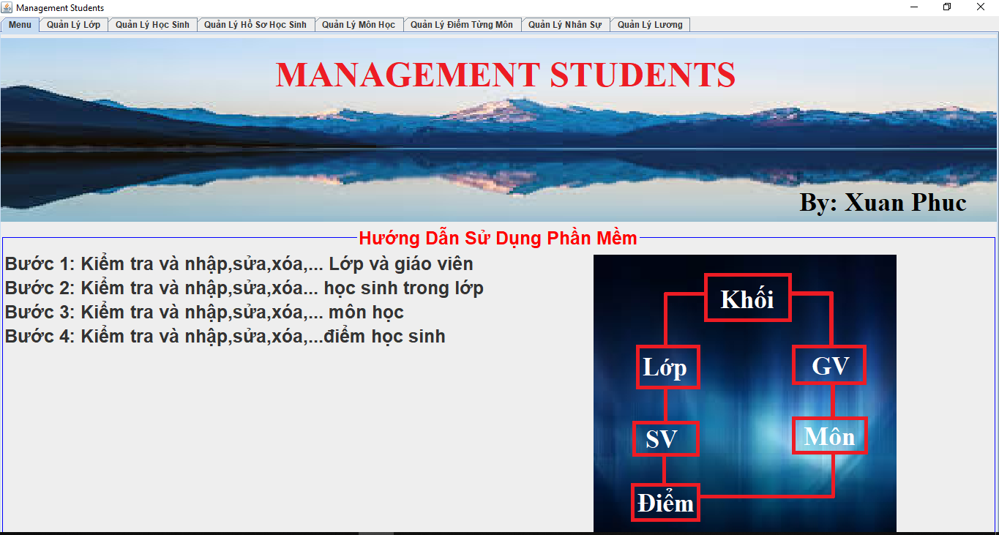 Management Students
Menu Quản Lý Lớp Quản Lý Học Sinh Quản Lý Hồ Sơ Học Sinh Quản Lý Môn Học Quản Lý Điểm Từng Môn Quản Lý Nhân Sự Quản Lý Lương
MANAGEMENT STUDENTS
By: Xuan Phuc
Hướng Dẫn Sử Dụng Phần Mềm
Bước 1: Kiểm tra và nhập,sửa,xóa,... Lớp và giáo viên
Bước 2: Kiểm tra và nhập,sửa,xóa... học sinh trong lớp
Bước 3: Kiểm tra và nhập,sửa,xóa,... môn học
Bước 4: Kiểm tra và nhập,sửa,xóa,...điểm học sinh
Khối
Lớp GV
SV Môn
Điểm